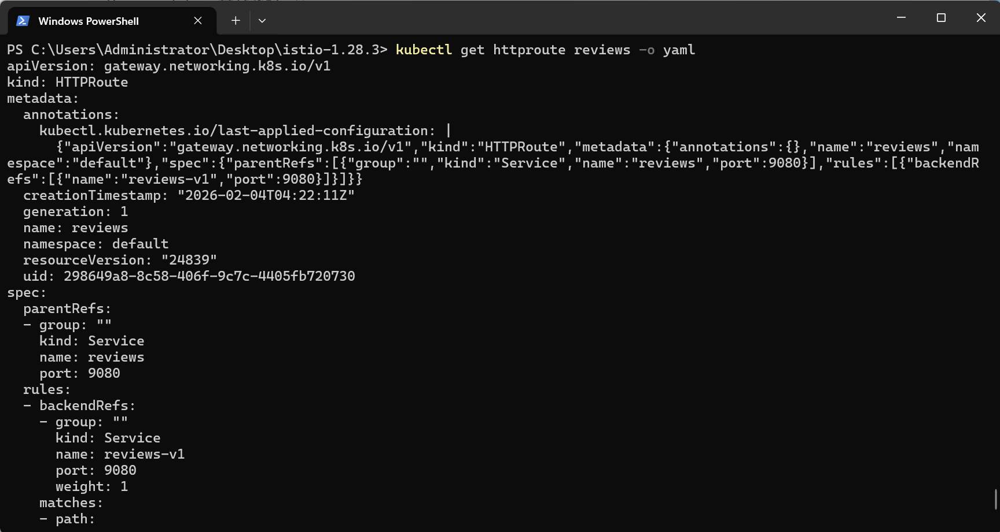 Windows PowerShell
PS C:\Users\Administrator\Desktop\istio-1.28.3> kubectl get httproute reviews -o yaml
apiVersion: gateway.networking.k8s.io/v1
kind: HTTPRoute
metadata:
  annotations:
    kubectl.kubernetes.io/last-applied-configuration: |
      {"apiVersion":"gateway.networking.k8s.io/v1","kind":"HTTPRoute","metadata":{"annotations":{},"name":"reviews","nam
espace":"default"},"spec":{"parentRefs":[{"group":"","kind":"Service","name":"reviews","port":9080}],"rules":[{"backendR
efs":[{"name":"reviews-v1","port":9080}]}]}}
  creationTimestamp: "2026-02-04T04:22:11Z"
  generation: 1
  name: reviews
  namespace: default
  resourceVersion: "24839"
  uid: 298649a8-8c58-406f-9c7c-4405fb720730
spec:
  parentRefs:
  - group: ""
    kind: Service
    name: reviews
    port: 9080
  rules:
  - backendRefs:
    - group: ""
      kind: Service
      name: reviews-v1
      port: 9080
      weight: 1
    matches:
    - path: